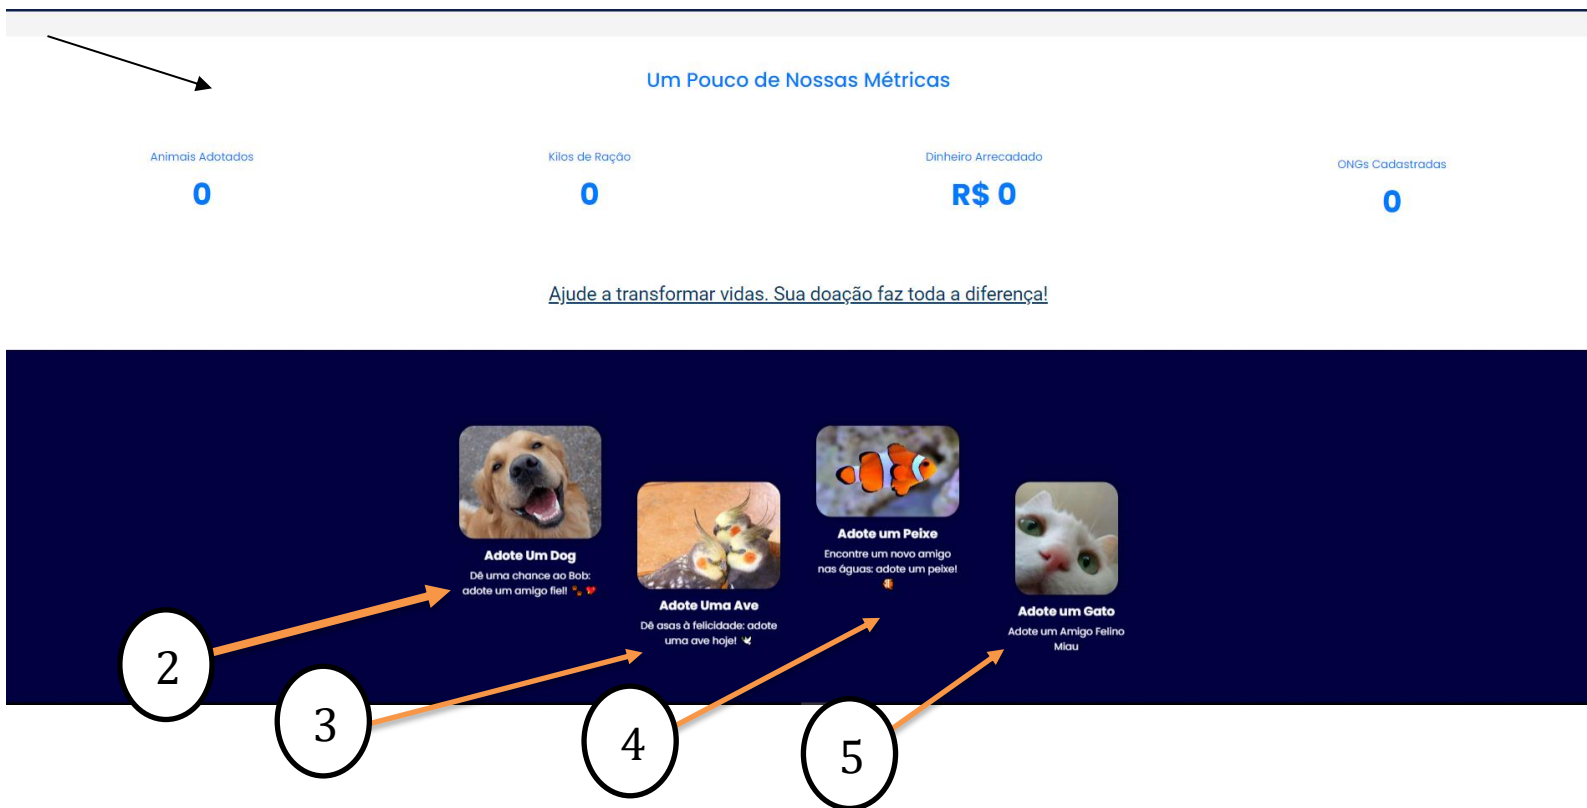 Um Pouco de Nossas Métricas
Animais Adotados
0
Kilos de Ração
0
Dinheiro Arrecadado
R$ 0
ONGs Cadastradas
0
Ajude a transformar vidas. Sua doação faz toda a diferença!
Adote Um Dog
Dê uma chance ao Bob:
adote um amigo fiel! 🐾 ❤️
Adote Uma Ave
Dê asas à felicidade: adote
uma ave hoje! 🕊️
Adote um Peixe
Encontre um novo amigo
nas águas: adote um peixe!
🐠
Adote um Gato
Adote um Amigo Felino
Miau
2
3
4
5